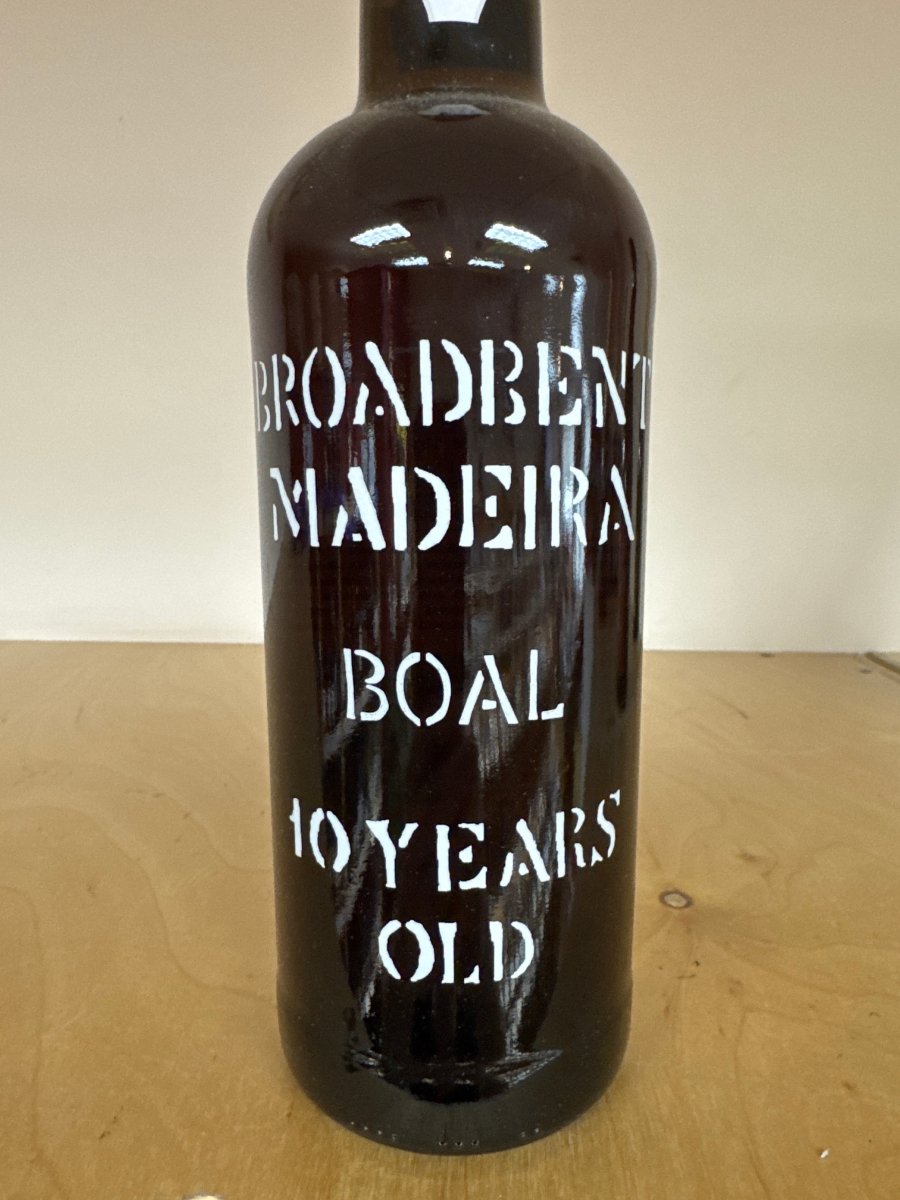 BROADBENT
MADEIRA
BOAL
10 YEARS
OLD